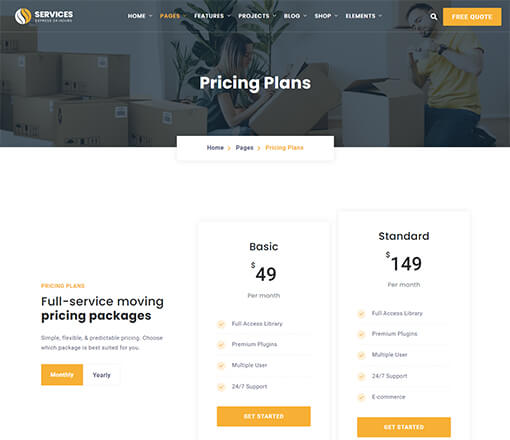 SERVICES
EXPRESS 24 HOURS
HOME PAGES FEATURES PROJECTS BLOG SHOP ELEMENTS
FREE QUOTE
Pricing Plans
Home Pages Pricing Plans
PRICING PLANS
Full-service moving
pricing packages
Simple, flexible, & predictable pricing. Choose
which package is best suited for you.
Monthly Yearly
Basic
$49
Per month
Full Access Library
Premium Plugins
Multiple User
24/7 Support
GET STARTED
Standard
$149
Per month
Full Access Library
Premium Plugins
Multiple User
24/7 Support
E-commerce
GET STARTED